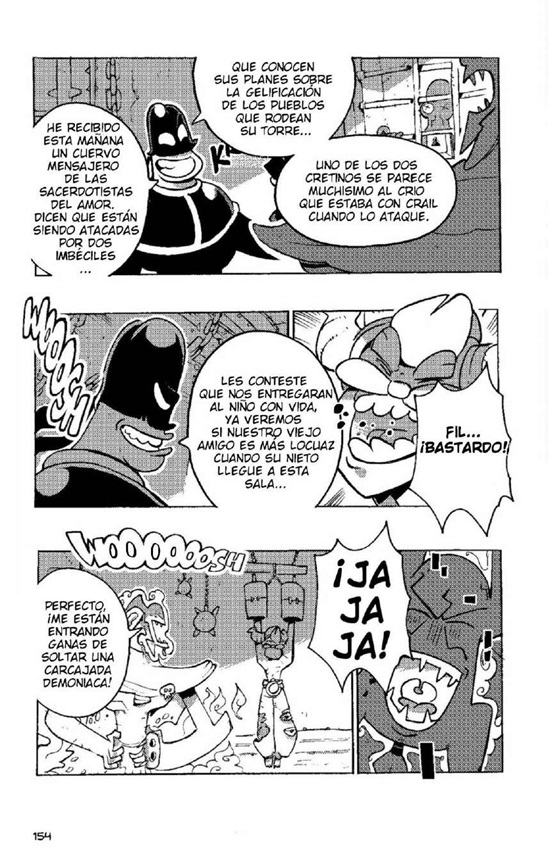 HE RECIBIDO
ESTA MAÑANA
UN CUERVO
MENSAJERO
DE LAS
SACERDOTISTAS
DEL AMOR.
DICEN QUE ESTÁN
SIENDO ATACADAS
POR DOS
IMBÉCILES
...
QUE CONOCEN
SUS PLANES SOBRE
LA GELIFICACIÓN
DE LOS PUEBLOS
QUE RODEAN
SU TORRE...
UNO DE LOS DOS
CRETINOS SE PARECE
MUCHISIMO AL CRIO
QUE ESTABA CON CRAIL
CUANDO LO ATAQUE.
WOOOSH
LES CONTESTE
QUE NOS ENTREGARAN
AL NIÑO CON VIDA,
YA VEREMOS
SI NUESTRO VIEJO
AMIGO ES MÁS LOCUAZ
CUANDO SU NIETO
LLEGUE A ESTA
SALA...
FIL...
¡BASTARDO!
WOOOOOOSH
PERFECTO,
¡ME ESTÁN
ENTRANDO
GANAS DE
SOLTAR UNA
CARCAJADA
DEMONIACA!
¡JA
JA
JA!
154